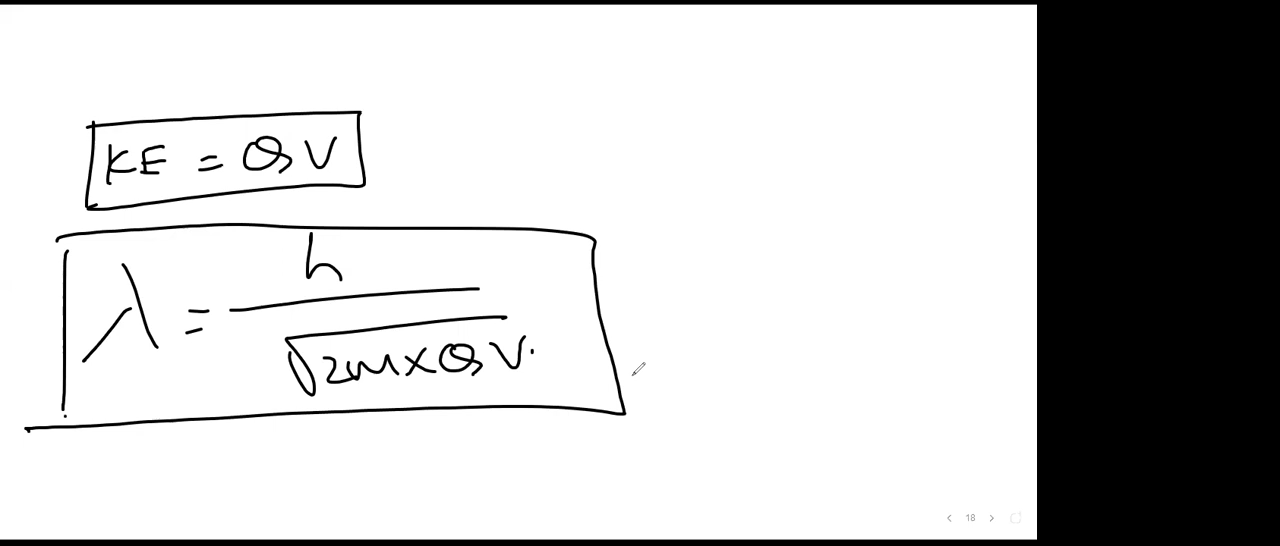 KE = QV
λ = h / √2m×QV.
18